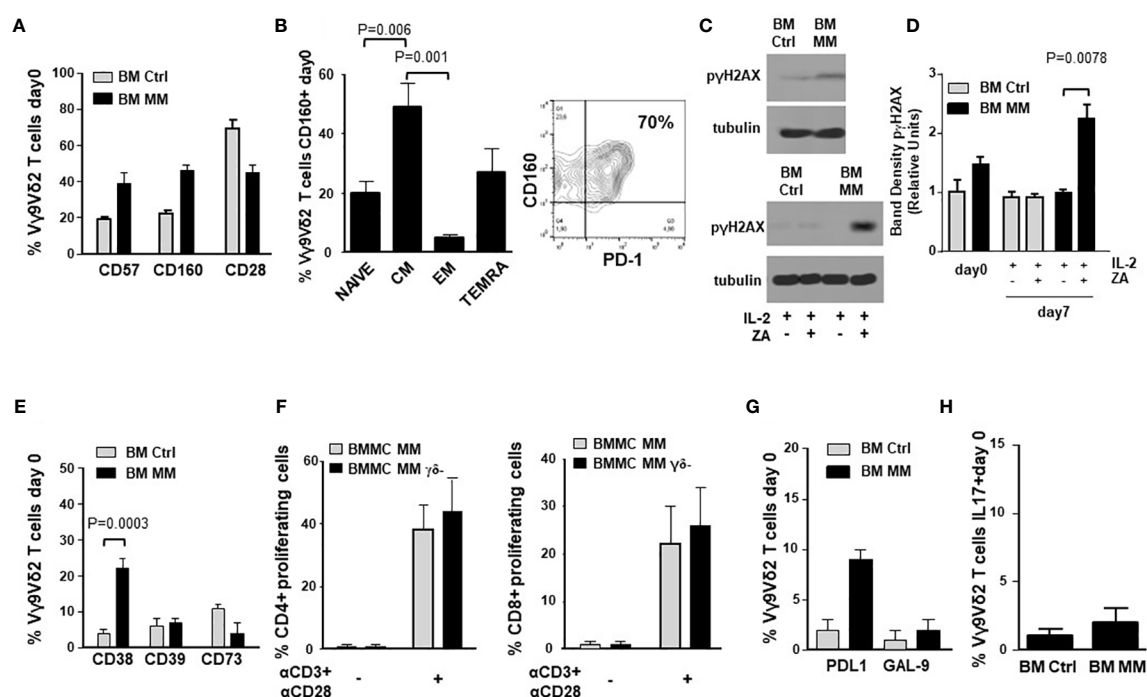 A
% Vγ9Vδ2 T cells day0
100
80
60
40
20
0
BM Ctrl
BM MM
CD57 CD160 CD28
B
% Vγ9Vδ2 T cells CD160+ day0
P=0.006
P=0.001
80
60
40
20
0
NAIVE CM EM TEMRA
CD160
70%
PD-1
C
BM Ctrl
BM MM
pγH2AX
tubulin
BM Ctrl
BM MM
pγH2AX
tubulin
IL-2 + + + +
ZA - + - +
D
P=0.0078
BM Ctrl
BM MM
Band Density pγH2AX
(Relative Units)
3
2
1
0
day0
+ + + + IL-2
- + - + ZA
day7
E
BM Ctrl
BM MM
% Vγ9Vδ2 T cells day 0
50
40
30
20
10
0
P=0.0003
CD38 CD39 CD73
F
BMMC MM
BMMC MM γδ-
% CD4+ proliferating cells
60
40
20
0
αCD3+
αCD28
- +
BMMC MM
BMMC MM γδ-
% CD8+ proliferating cells
40
30
20
10
0
αCD3+
αCD28
- +
G
BM Ctrl
BM MM
% Vγ9Vδ2 T cells day 0
20
15
10
5
0
PDL1 GAL-9
H
% Vγ9Vδ2 T cells IL17+day 0
15
10
5
0
BM Ctrl BM MM